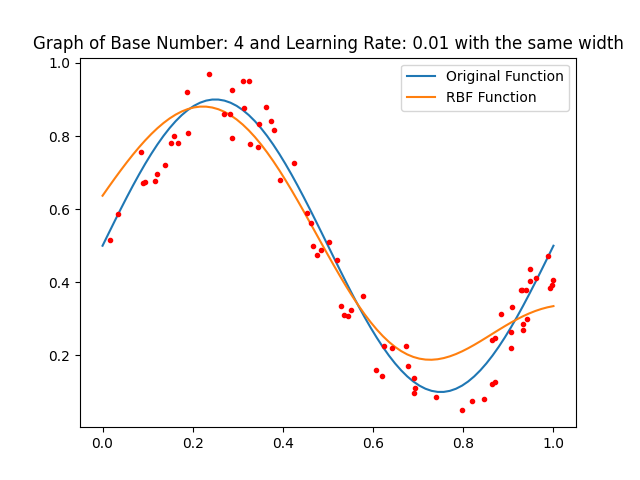 Graph of Base Number: 4 and Learning Rate: 0.01 with the same width
Original Function
RBF Function
1.0
0.8
0.6
0.4
0.2
0.0 0.2 0.4 0.6 0.8 1.0